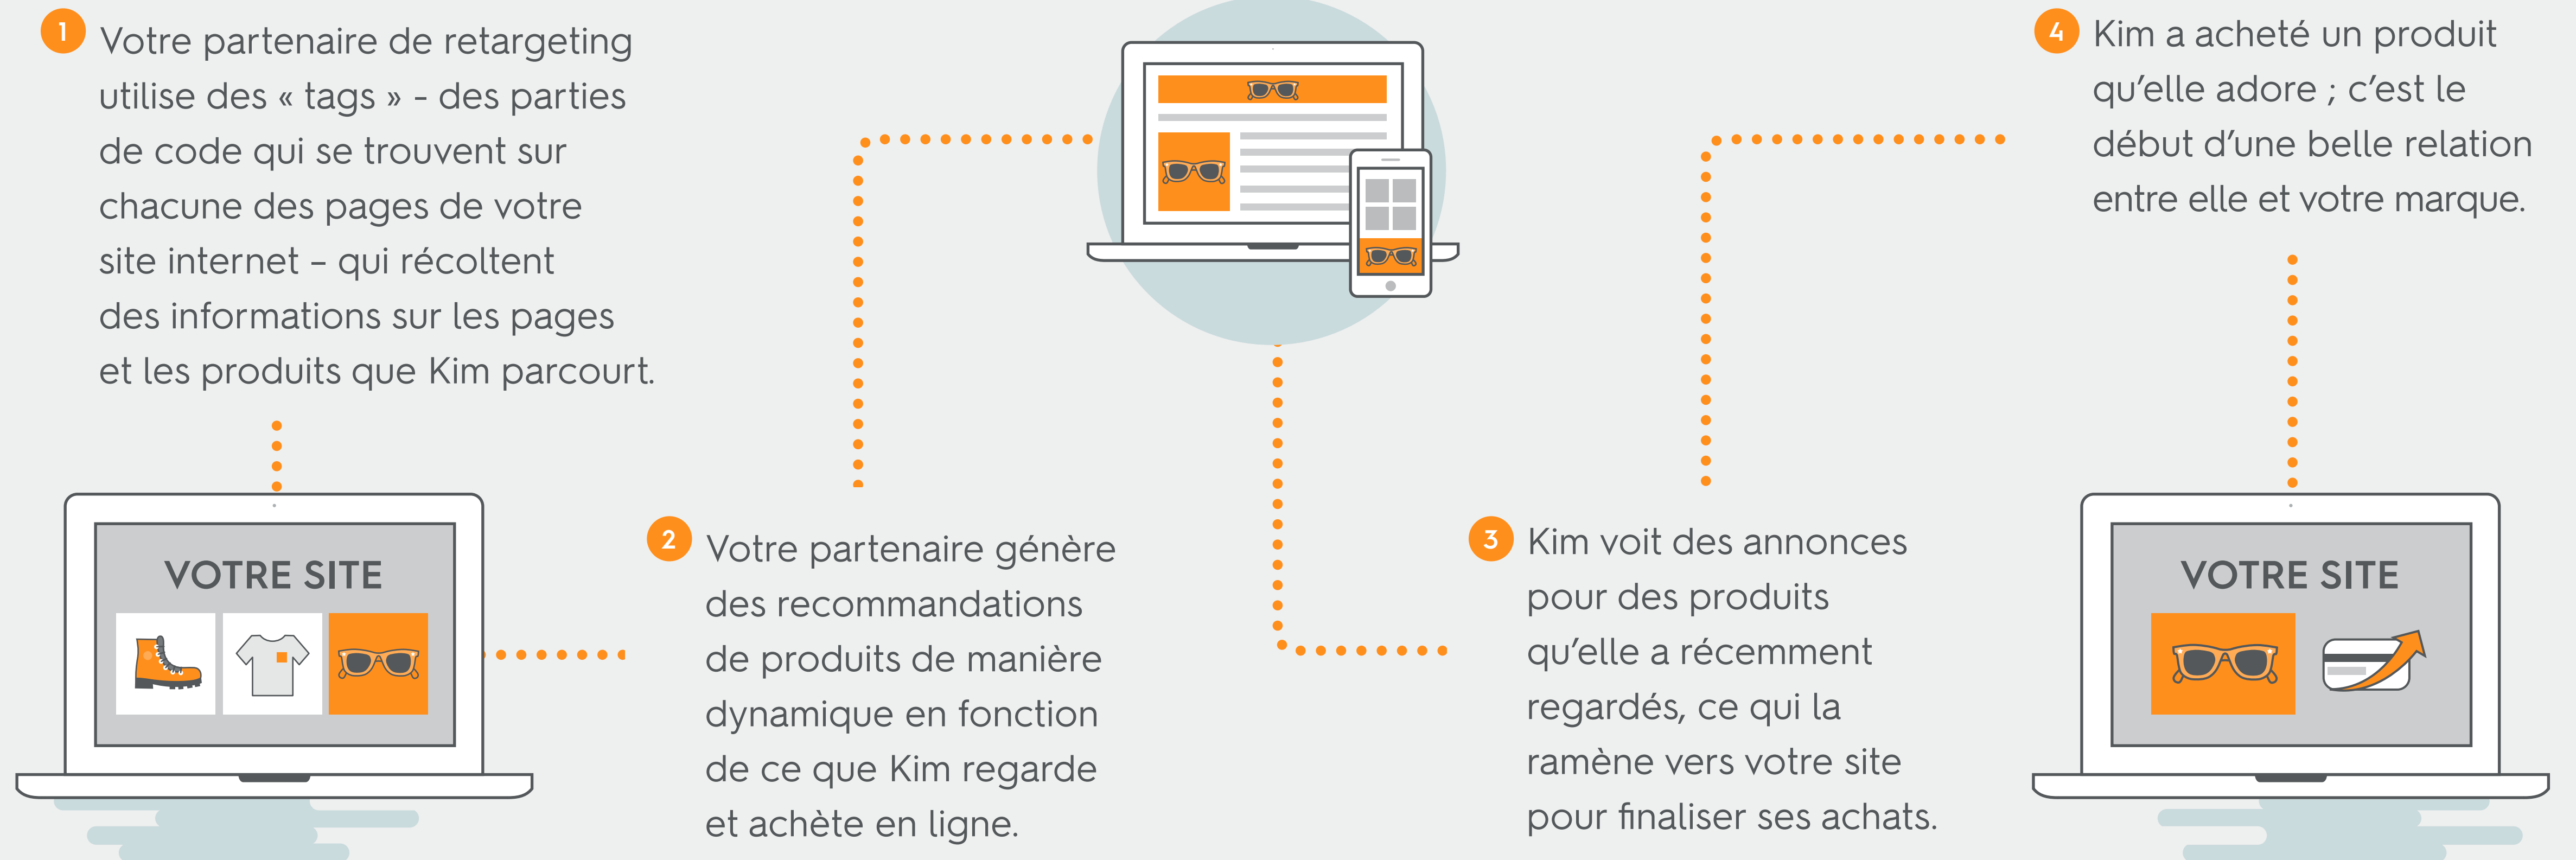 1
Votre partenaire de retargeting
utilise des « tags » - des parties
de code qui se trouvent sur
chacune des pages de votre
site internet – qui récoltent
des informations sur les pages
et les produits que Kim parcourt.
VOTRE SITE
2
Votre partenaire génère
des recommandations
de produits de manière
dynamique en fonction
de ce que Kim regarde
et achète en ligne.
3
Kim voit des annonces
pour des produits
qu’elle a récemment
regardés, ce qui la
ramène vers votre site
pour finaliser ses achats.
4
Kim a acheté un produit
qu’elle adore ; c’est le
début d’une belle relation
entre elle et votre marque.
VOTRE SITE